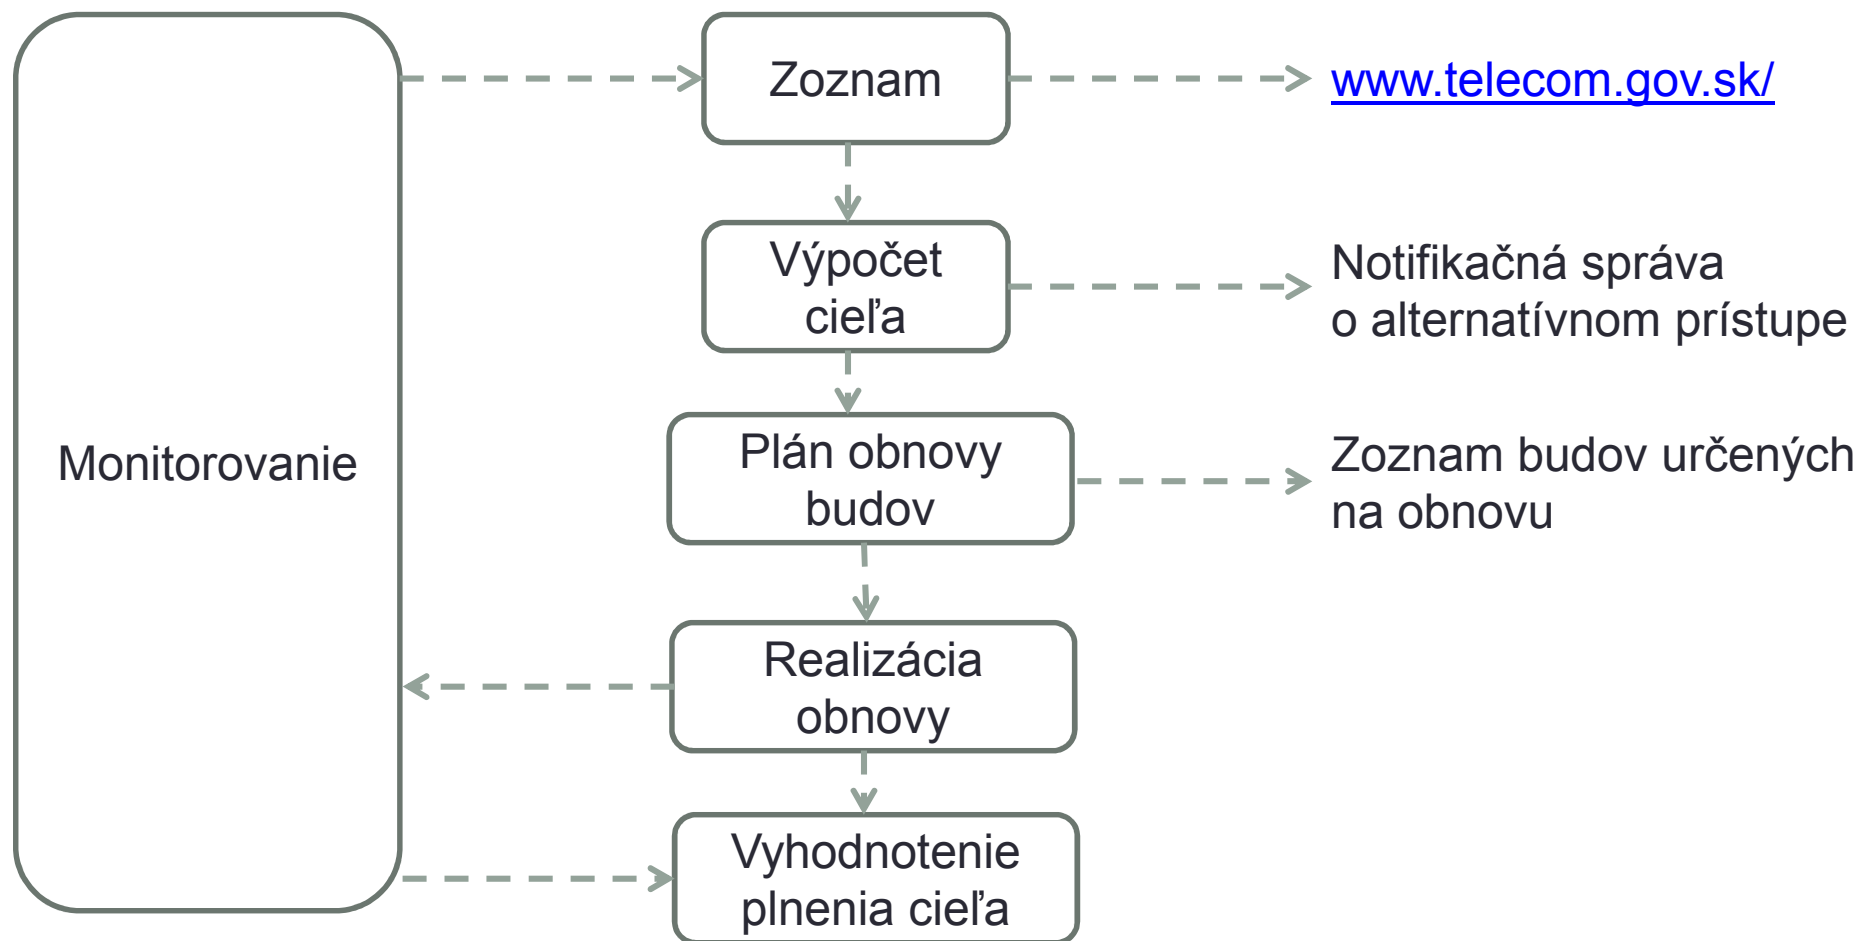 Monitorovanie
Zoznam
www.telecom.gov.sk/
Výpočet
cieľa
Notifikačná správa
o alternatívnom prístupe
Plán obnovy
budov
Zoznam budov určených
na obnovu
Realizácia
obnovy
Vyhodnotenie
plnenia cieľa